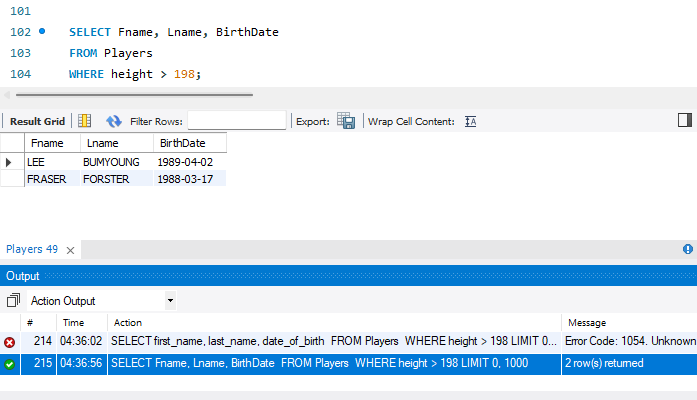 101
102 SELECT Fname, Lname, BirthDate
103 FROM Players
104 WHERE height > 198;
Result Grid Filter Rows: Export: Wrap Cell Content:
Fname Lname BirthDate
LEE BUMYOUNG 1989-04-02
FRASER FORSTER 1988-03-17
Players 49
Output
Action Output
# Time Action Message
214 04:36:02 SELECT first_name, last_name, date_of_birth FROM Players WHERE height > 198 LIMIT 0... Error Code: 1054. Unknown
215 04:36:56 SELECT Fname, Lname, BirthDate FROM Players WHERE height > 198 LIMIT 0, 1000 2 row(s) returned